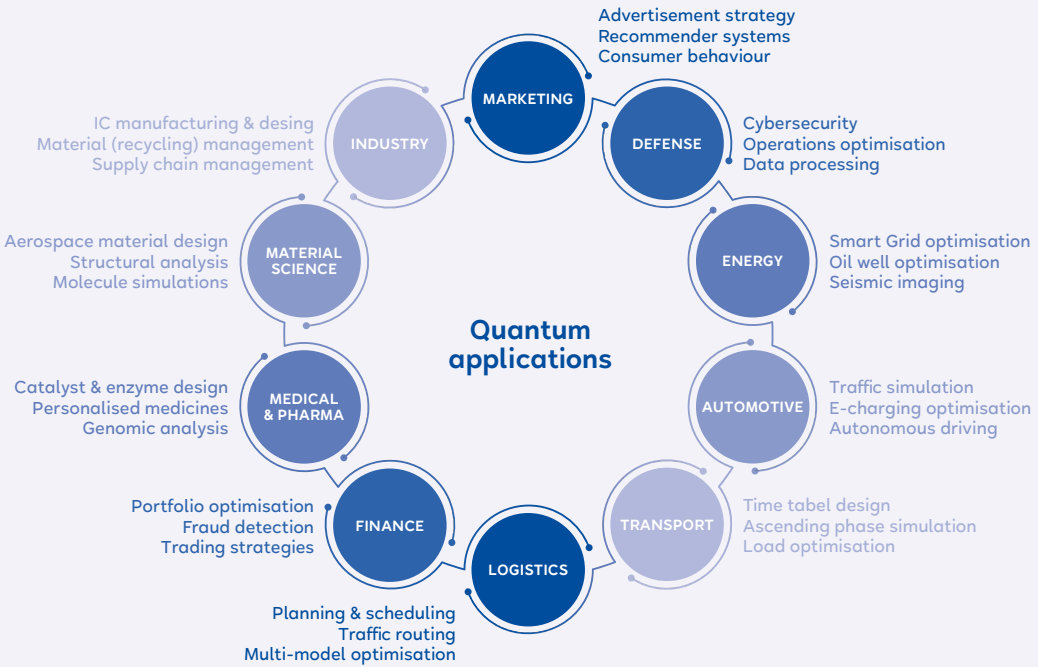 Advertisement strategy
Recommender systems
Consumer behaviour
MARKETING
Cybersecurity
Operations optimisation
Data processing
DEFENSE
Smart Grid optimisation
Oil well optimisation
Seismic imaging
ENERGY
Traffic simulation
E-charging optimisation
Autonomous driving
AUTOMOTIVE
Time tabel design
Ascending phase simulation
Load optimisation
TRANSPORT
LOGISTICS
Planning & scheduling
Traffic routing
Multi-model optimisation
FINANCE
Portfolio optimisation
Fraud detection
Trading strategies
MEDICAL
& PHARMA
Catalyst & enzyme design
Personalised medicines
Genomic analysis
MATERIAL
SCIENCE
Aerospace material design
Structural analysis
Molecule simulations
INDUSTRY
IC manufacturing & desing
Material (recycling) management
Supply chain management
Quantum
applications